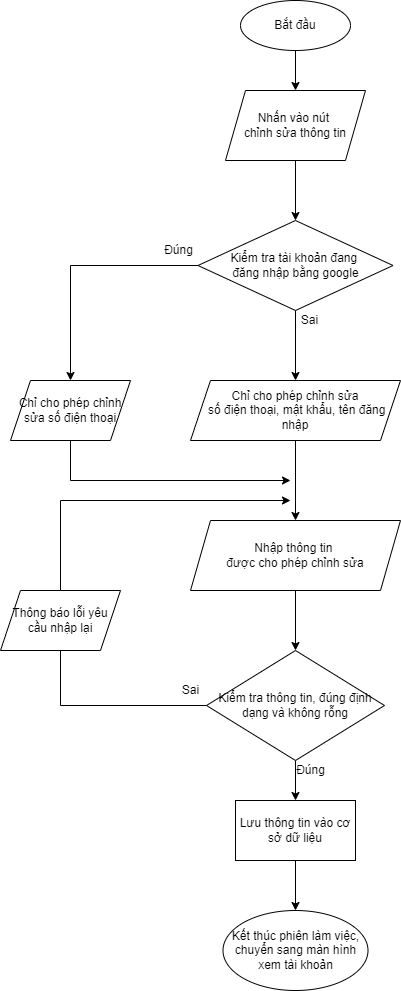 Bắt đầu
Nhấn vào nút
chỉnh sửa thông tin
Đúng
Kiểm tra tài khoản đang
đăng nhập bằng google
Sai
Chỉ cho phép chỉnh
sửa số điện thoại
Chỉ cho phép chỉnh sửa
số điện thoại, mật khẩu, tên đăng
nhập
Nhập thông tin
được cho phép chỉnh sửa
Thông báo lỗi yêu
cầu nhập lại
Sai
Kiểm tra thông tin, đúng định
dạng và không rỗng
Đúng
Lưu thông tin vào cơ
sở dữ liệu
Kết thúc phiên làm việc,
chuyển sang màn hình
xem tài khoản